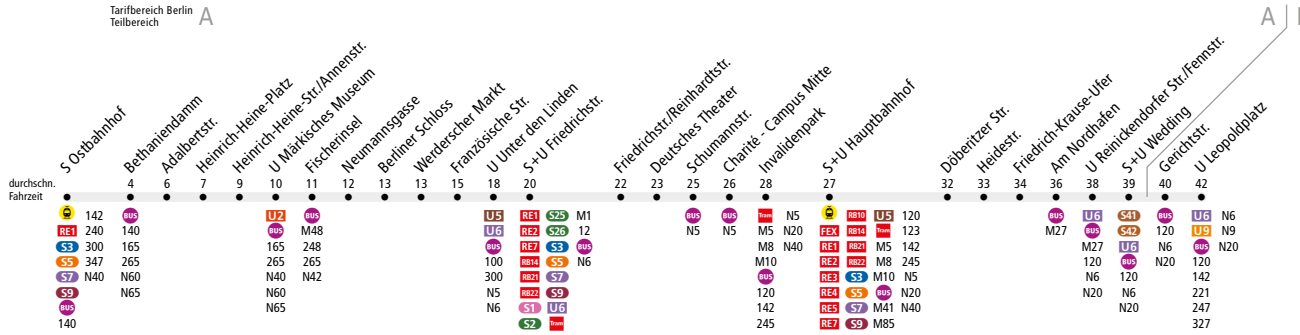 Tarifbereich Berlin
Teilbereich
A
A
S Ostbahnhof
Bethaniendamm
Adalbertstr.
Heinrich-Heine-Platz
Heinrich-Heine-Str./Annenstr.
U Märkisches Museum
Fischerinsel
Neumannsgasse
Berliner Schloss
Werderscher Markt
Französische Str.
U Unter den Linden
S+U Friedrichstr.
Friedrichstr./Reinhardtstr.
Deutsches Theater
Schumannstr.
Charité - Campus Mitte
Invalidenpark
S+U Hauptbahnhof
Döberitzer Str.
Heidestr.
Friedrich-Krause-Ufer
Am Nordhafen
U Reinickendorfer Str./Fennstr.
S+U Wedding
Gerichtstr.
U Leopoldplatz
durchschn.
Fahrzeit
4 6 7 9 10 11 12 13 13 15 18 20 22 23 25 26 28 27 32 33 34 36 38 39 40 42
142 BUS U2 BUS U5 RE1 S25 M1 BUS BUS Tram N5 RB10 U5 120 BUS U6 S41 BUS U6 N6
RE1 240 140 BUS M48 U6 RE2 S26 12 N5 N5 M5 N20 FEX RB14 Tram 123 M27 BUS S42 120 U9 N9
S3 300 165 165 248 BUS RE7 S3 BUS M8 N40 RE1 RB21 M5 142 M27 U6 N6 BUS N20
S5 347 265 265 265 100 RB14 S5 N6 M10 RE2 RB22 M8 245 120 BUS N20 120
S7 N40 N60 N40 N42 300 RB21 S7 BUS RE3 S3 M10 N5 N6 120 142
S9 N65 N60 N5 RB22 S9 120 RE4 S5 BUS N20 N20 N6 221
BUS N65 N6 S1 U6 142 RE5 S7 M41 N40 N20 247
140 S2 Tram 245 RE7 S9 M85 327